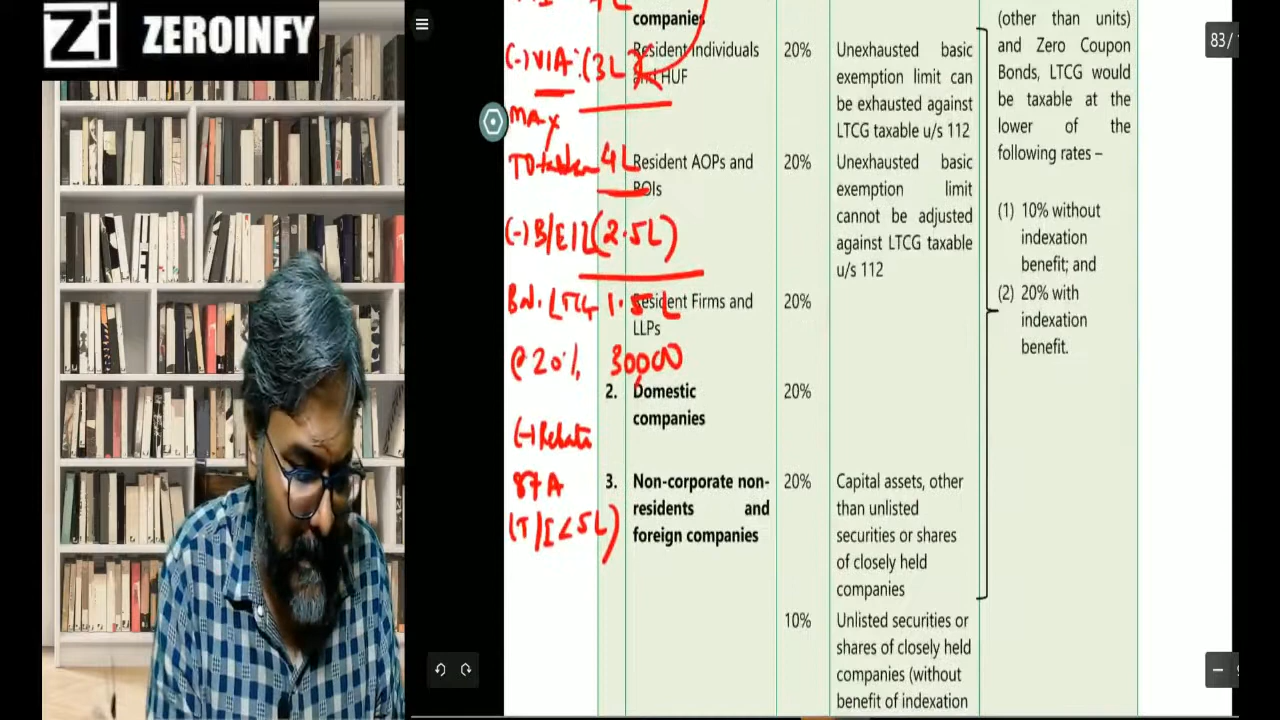 Zi ZEROINFY
83/
companies
Resident Individuals
and HUF
20%
Unexhausted basic
exemption limit can
be exhausted against
LTCG taxable u/s 112
(other than units)
and Zero Coupon
Bonds, LTCG would
be taxable at the
lower of the
following rates –
(1) 10% without
indexation
benefit; and
(2) 20% with
indexation
benefit.
Resident AOPs and
BOIs
20%
Unexhausted basic
exemption limit
cannot be adjusted
against LTCG taxable
u/s 112
Resident Firms and
LLPs
20%
2. Domestic
companies
20%
3. Non-corporate non-
residents and
foreign companies
20%
Capital assets, other
than unlisted
securities or shares
of closely held
companies
10%
Unlisted securities or
shares of closely held
companies (without
benefit of indexation
(-) VIA (3L)
max
4L
(-) B/E/L (2.5L)
Bal. LTCG 1.5L
@ 20% 30,000
(-) Rebate
87A
(T/I < 5L)